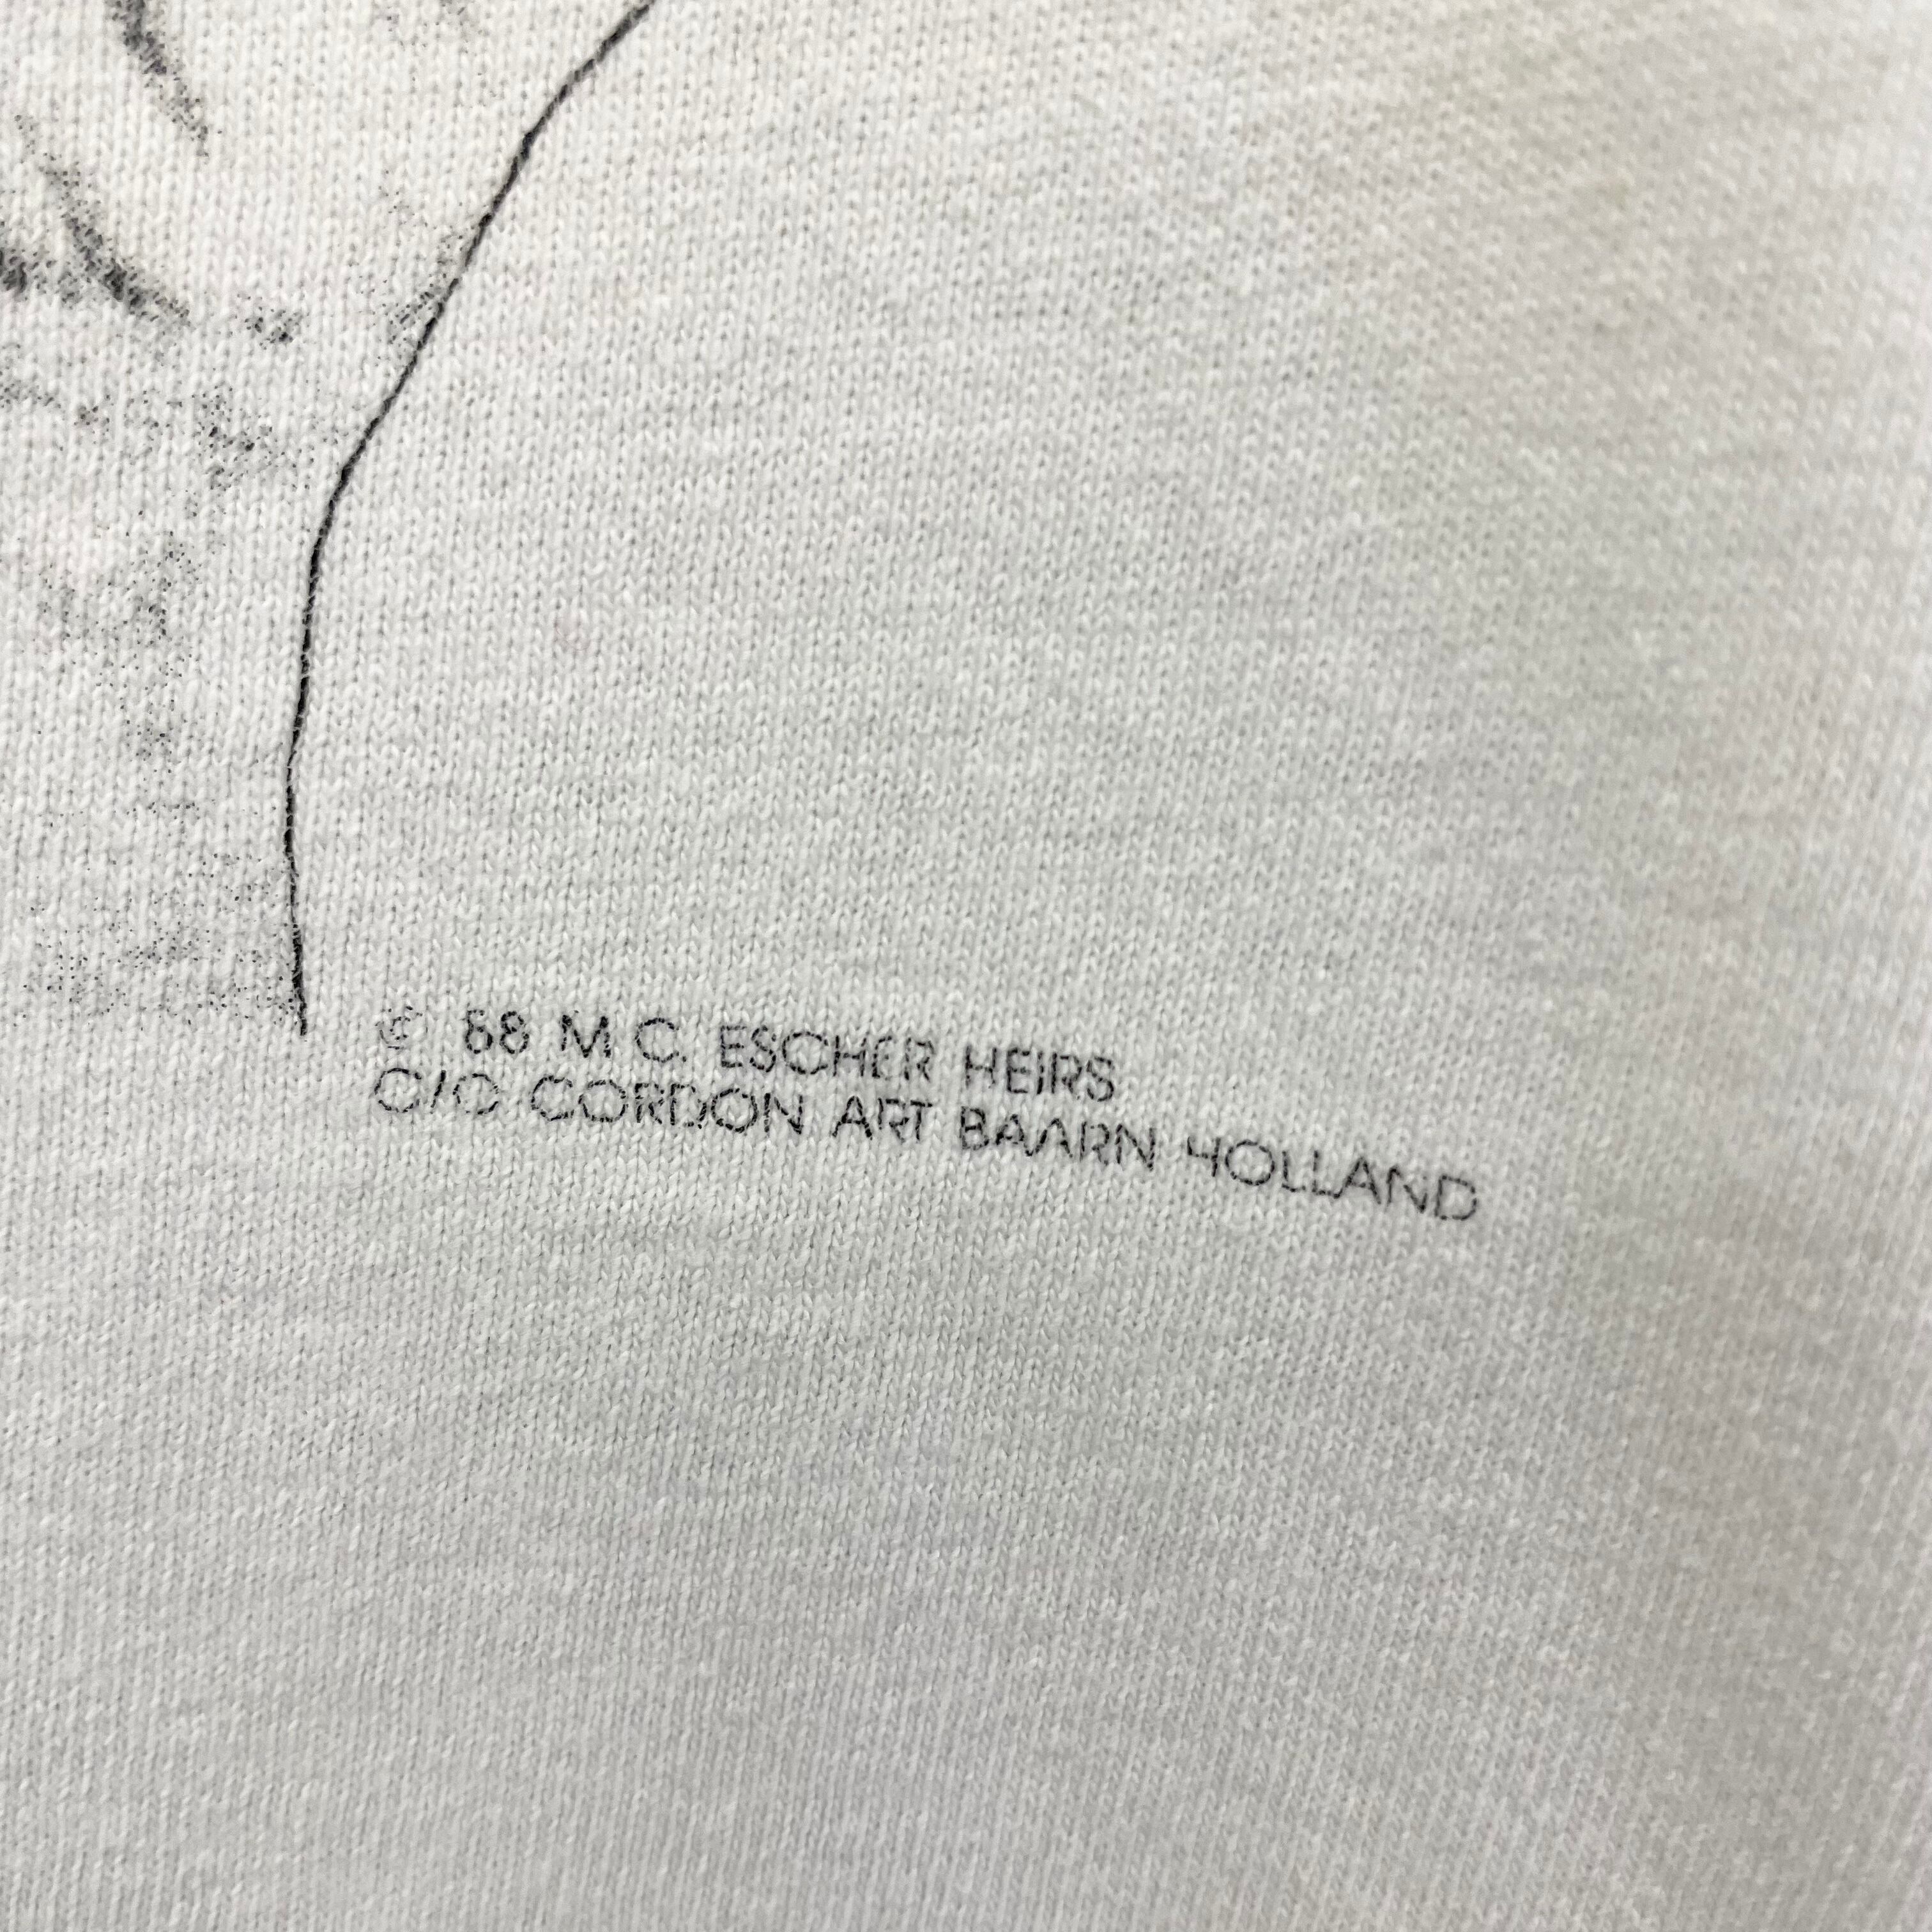 © 88 M.C. ESCHER HEIRS
C/O CORDON ART BAARN HOLLAND